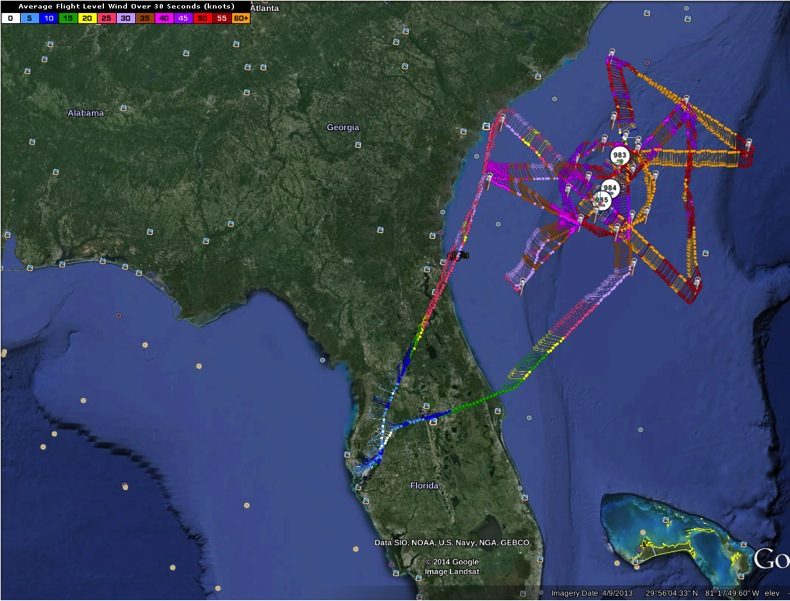 Average Flight Level Wind Over 30 Seconds (knots)
0 5 10 15 20 25 30 35 40 45 50 55 60+
Atlanta
Alabama
Georgia
983
984
985
Florida
Data SIO, NOAA, U.S. Navy, NGA, GEBCO
© 2014 Google
Image Landsat
Go
Imagery Date: 4/9/2013 29°56'04.33" N 81°17'49.60" W elev